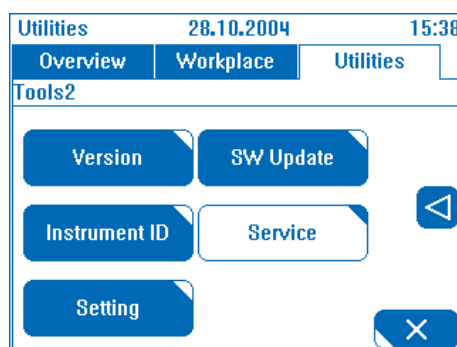 Utilities 28.10.2004 15:38
Overview Workplace Utilities
Tools2
Version SW Update
Instrument ID Service
Setting